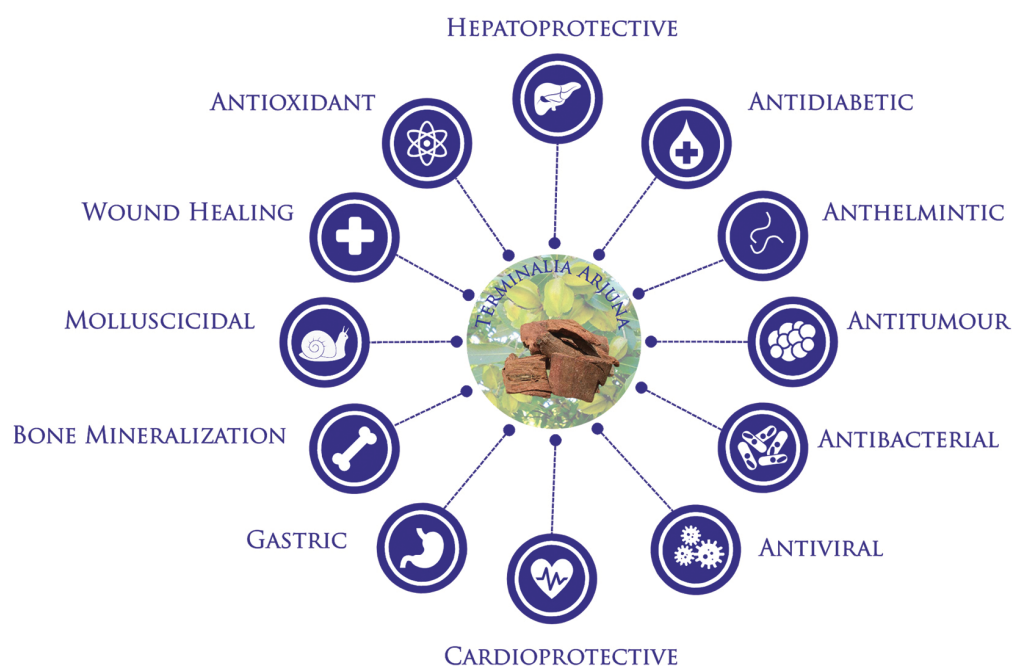 Hepatoprotective
Antioxidant
Antidiabetic
Wound Healing
Anthelmintic
Terminalia Arjuna
Molluscicidal
Antitumour
Bone Mineralization
Antibacterial
Gastric
Antiviral
Cardioprotective